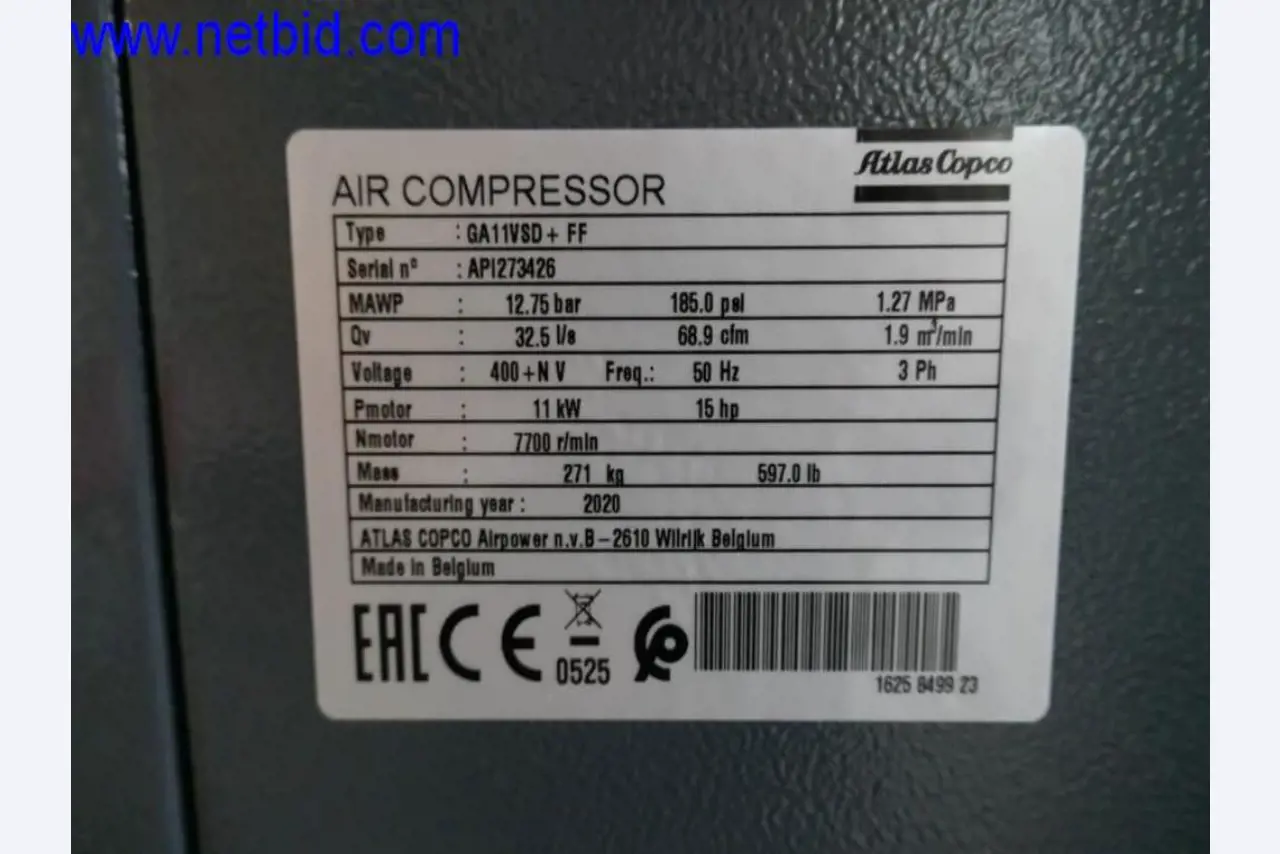 www.netbid.com
Atlas Copco
AIR COMPRESSOR
Type : GA11VSD+ FF
Serial nº : API273426
MAWP : 12.75 bar 185.0 psi 1.27 MPa
Qv : 32.5 l/s 68.9 cfm 1.9 m³/min
Voltage : 400+N V Freq.: 50 Hz 3 Ph
Pmotor : 11 kW 15 hp
Nmotor : 7700 r/min
Mass : 271 kg 597.0 lb
Manufacturing year : 2020
ATLAS COPCO Airpower n.v.B–2610 Wilrijk Belgium
Made in Belgium
EAC CE 0525
1625 8499 23